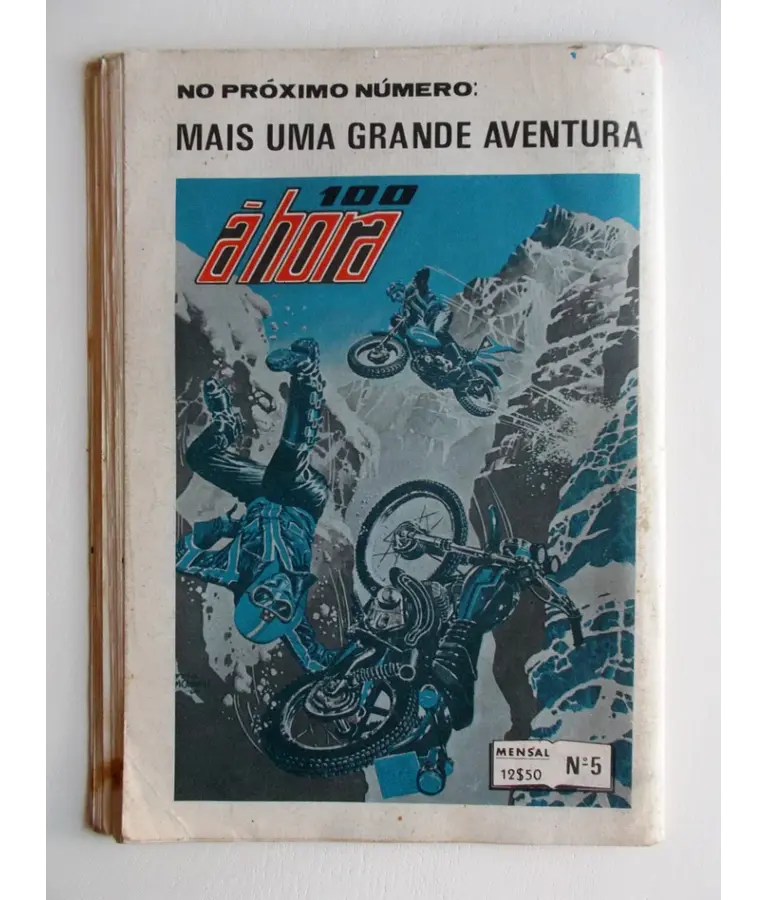 NO PRÓXIMO NÚMERO:
MAIS UMA GRANDE AVENTURA
100
à hora
MENSAL
12$50
Nº5